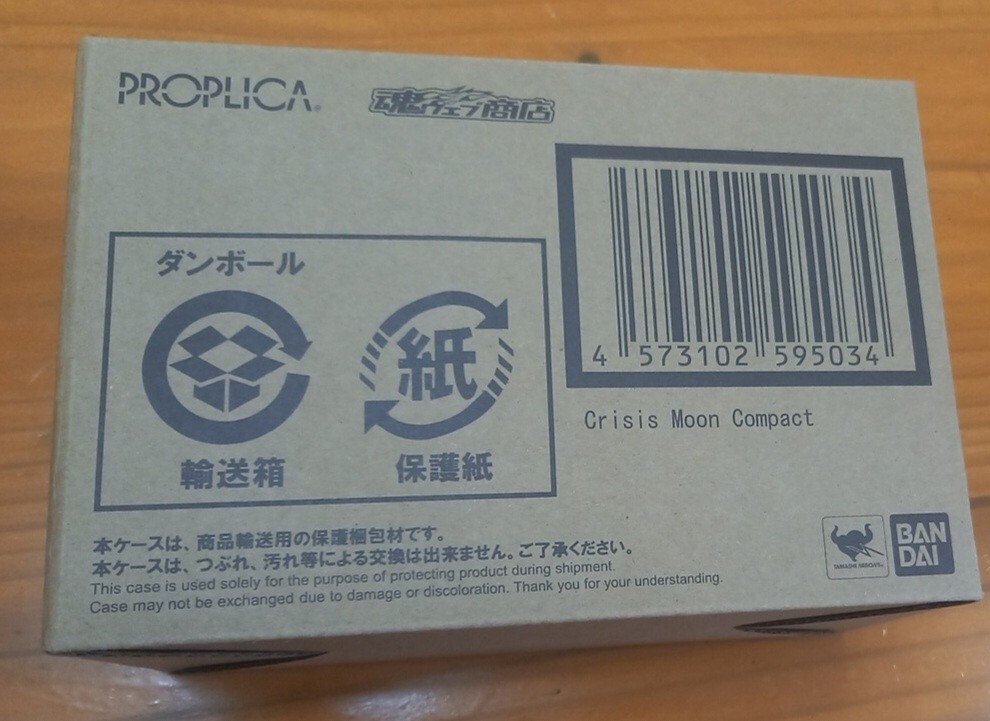 PROPLICA®
魂ウェブ商店
ダンボール
紙
輸送箱
保護紙
4 573102 595034
Crisis Moon Compact
本ケースは、商品輸送用の保護梱包材です。
本ケースは、つぶれ、汚れ等による交換は出来ません。ご了承ください。
This case is used solely for the purpose of protecting product during shipment.
Case may not be exchanged due to damage or discoloration. Thank you for your understanding.
TAMASHII NATIONS
BAN
DAI